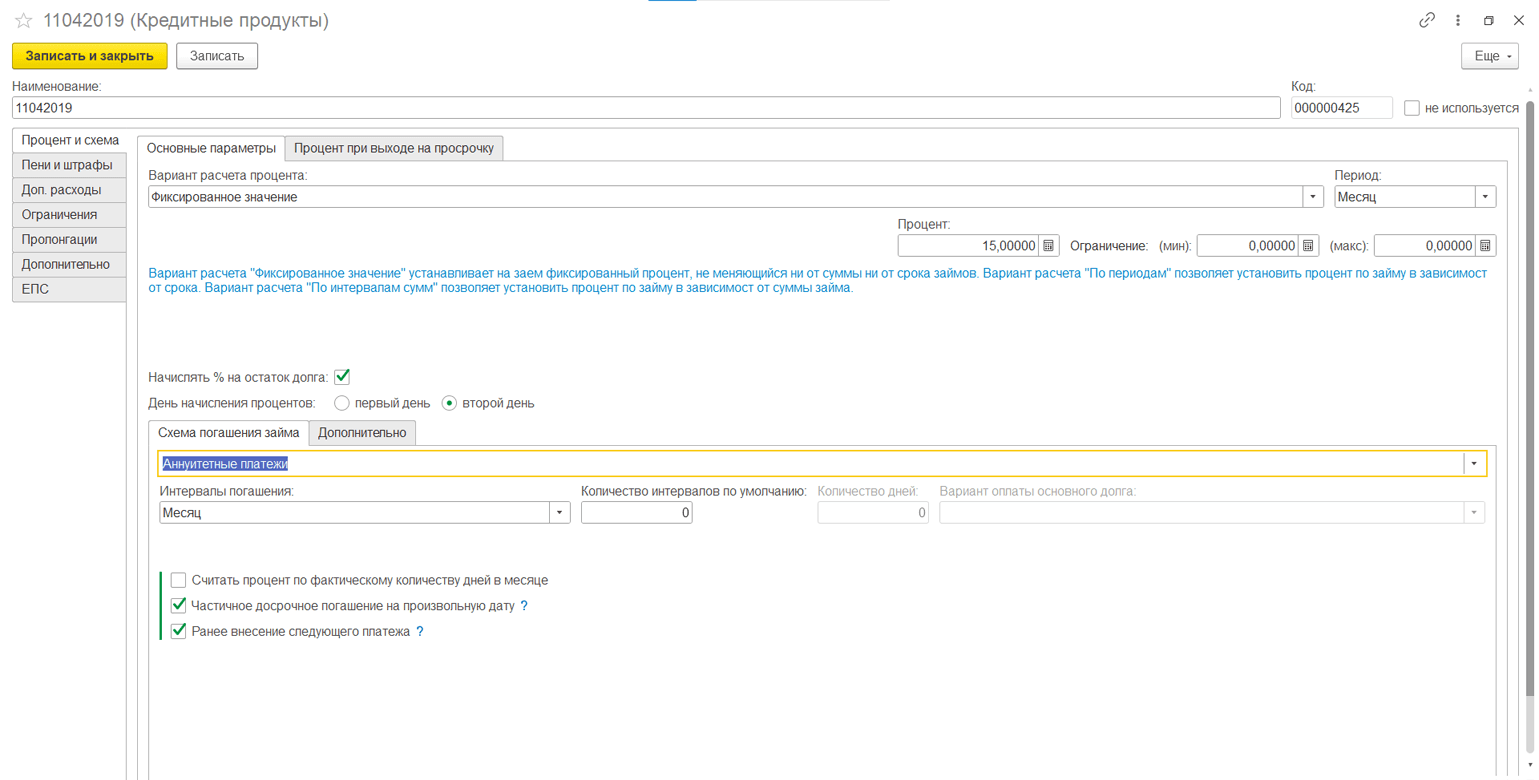 11042019 (Кредитные продукты)
Записать и закрыть
Записать
Еще
Наименование:
Код:
11042019
000000425
не используется
Процент и схема
Пени и штрафы
Доп. расходы
Ограничения
Пролонгации
Дополнительно
ЕПС
Основные параметры
Процент при выходе на просрочку
Вариант расчета процента:
Период:
Фиксированное значение
Месяц
Процент:
15,00000
Ограничение:
(мин):
0,00000
(макс):
0,00000
Вариант расчета "Фиксированное значение" устанавливает на заем фиксированный процент, не меняющийся ни от суммы ни от срока займов. Вариант расчета "По периодам" позволяет установить процент по займу в зависимост
от срока. Вариант расчета "По интервалам сумм" позволяет установить процент по займу в зависимост от суммы займа.
Начислять % на остаток долга:
День начисления процентов:
первый день
второй день
Схема погашения займа
Дополнительно
Аннуитетные платежи
Интервалы погашения:
Количество интервалов по умолчанию:
Количество дней:
Вариант оплаты основного долга:
Месяц
0
0
Считать процент по фактическому количеству дней в месяце
Частичное досрочное погашение на произвольную дату ?
Ранее внесение следующего платежа ?